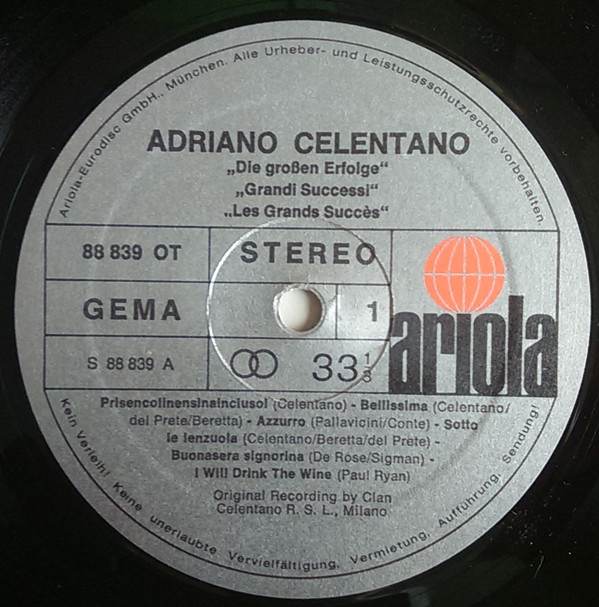 Ariola-Eurodisc GmbH., München. Alle Urheber- und Leistungsschutzrechte vorbehalten.
ADRIANO CELENTANO
„Die großen Erfolge“
„Grandi Successi“
„Les Grands Succès“
88 839 OT
STEREO
GEMA
1
ariola
S 88 839 A
33 1/3
Prisencolinensinainciusol (Celentano) - Bellissima (Celentano/
del Prete/Beretta) - Azzurro (Pallavicini/Conte) - Sotto
le lenzuola (Celentano/Beretta/del Prete) -
Buonasera signorina (De Rose/Sigman) -
I Will Drink The Wine (Paul Ryan)
Original Recording by Clan
Celentano R. S. L., Milano
Kein Verleih! Keine unerlaubte Vervielfältigung, Vermietung, Aufführung, Sendung!